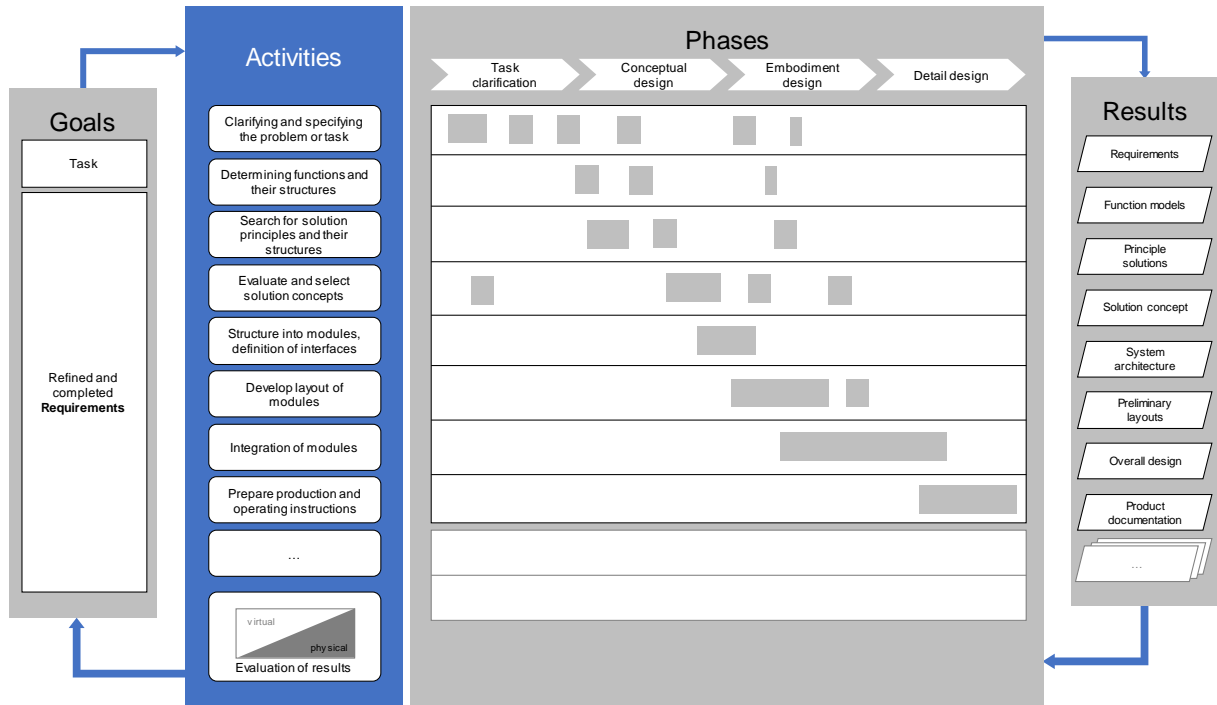 Goals
Task
Refined and
completed
Requirements
Activities
Clarifying and specifying
the problem or task
Determining functions and
their structures
Search for solution
principles and their
structures
Evaluate and select
solution concepts
Structure into modules,
definition of interfaces
Develop layout of
modules
Integration of modules
Prepare production and
operating instructions
...
virtual
physical
Evaluation of results
Phases
Task
clarification
Conceptual
design
Embodiment
design
Detail design
Results
Requirements
Function models
Principle
solutions
Solution concept
System
architecture
Preliminary
layouts
Overall design
Product
documentation
...